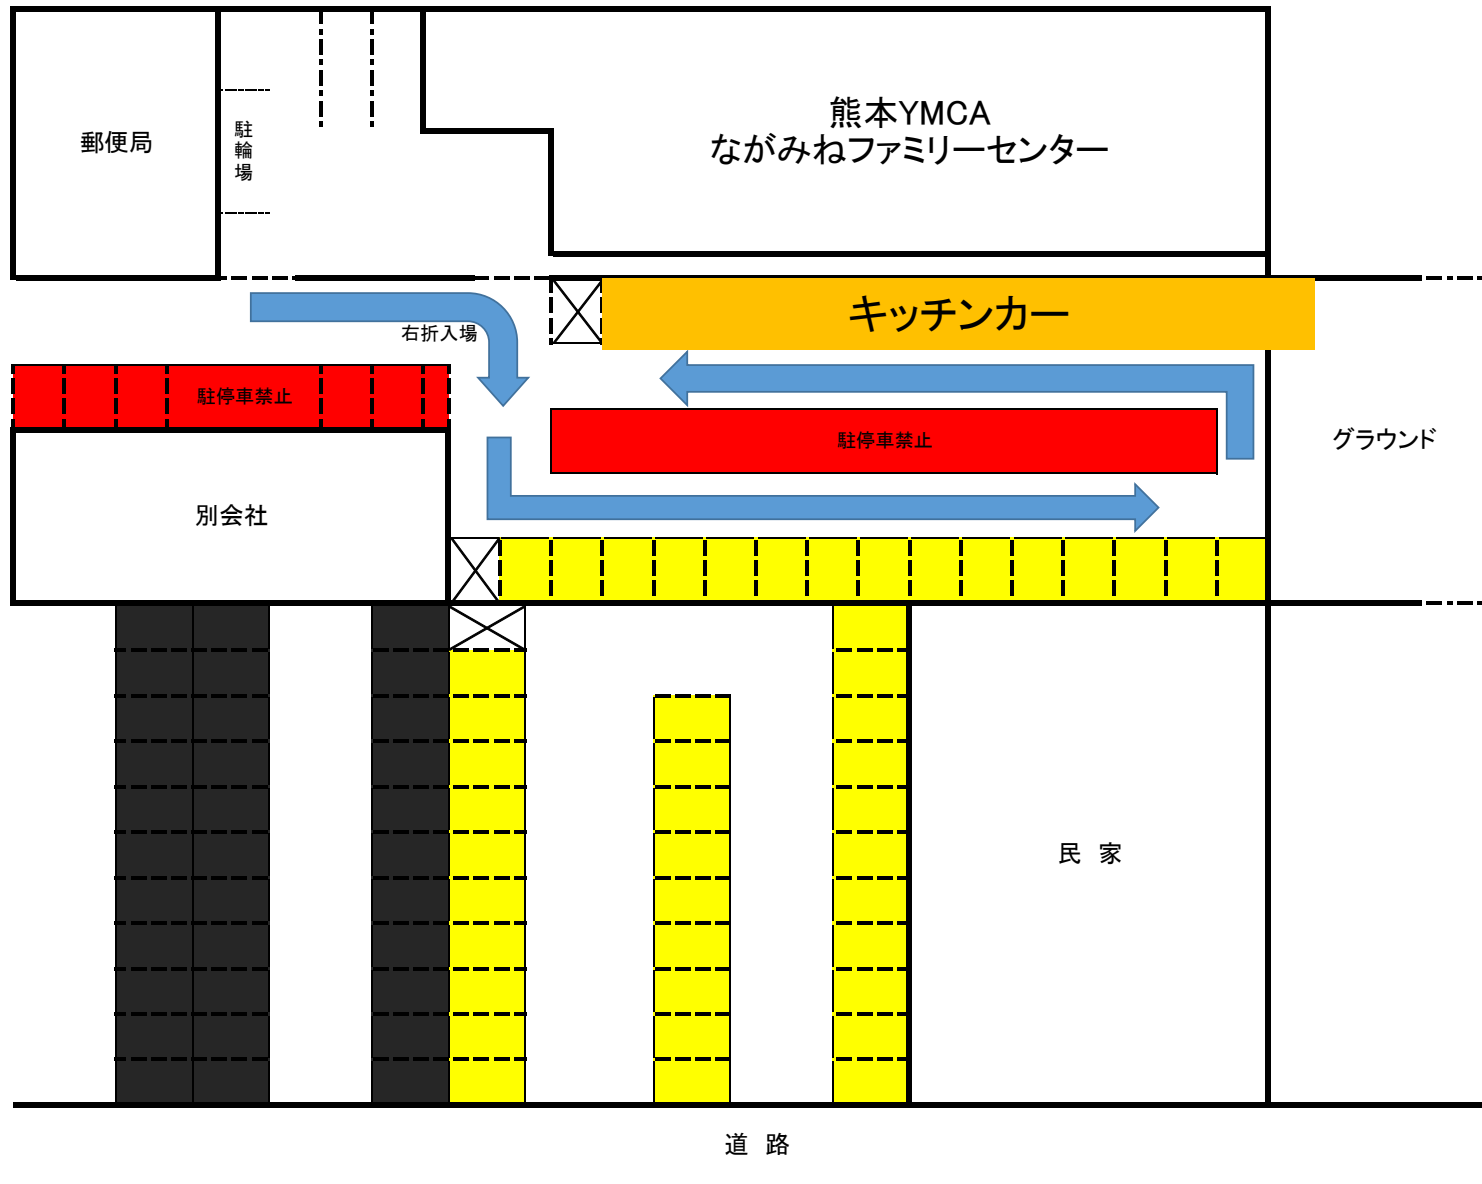 熊本YMCA
ながみねファミリーセンター
郵便局
駐輪場
キッチンカー
右折入場
駐停車禁止
駐停車禁止
グラウンド
別会社
民 家
道 路